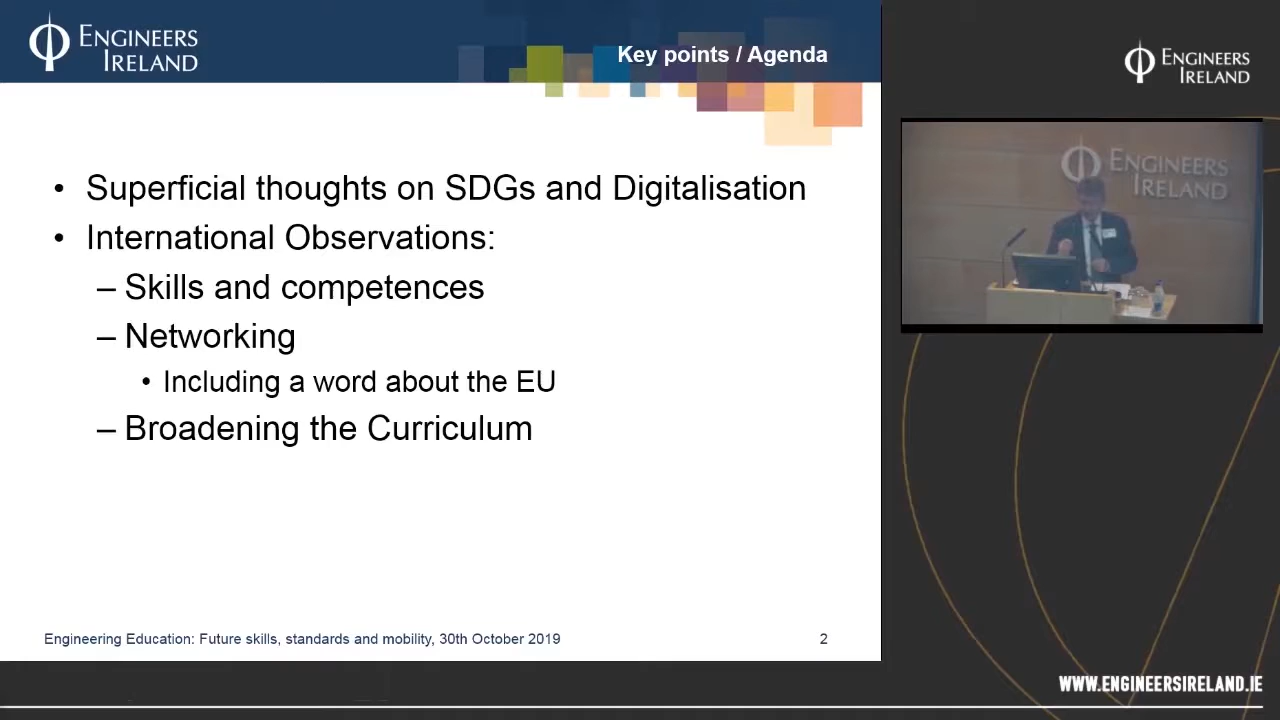 ENGINEERS
IRELAND
Key points / Agenda
• Superficial thoughts on SDGs and Digitalisation
• International Observations:
– Skills and competences
– Networking
• Including a word about the EU
– Broadening the Curriculum
Engineering Education: Future skills, standards and mobility, 30th October 2019
2
ENGINEERS
IRELAND
ENGINEERS
IRELAND
WWW.ENGINEERSIRELAND.IE